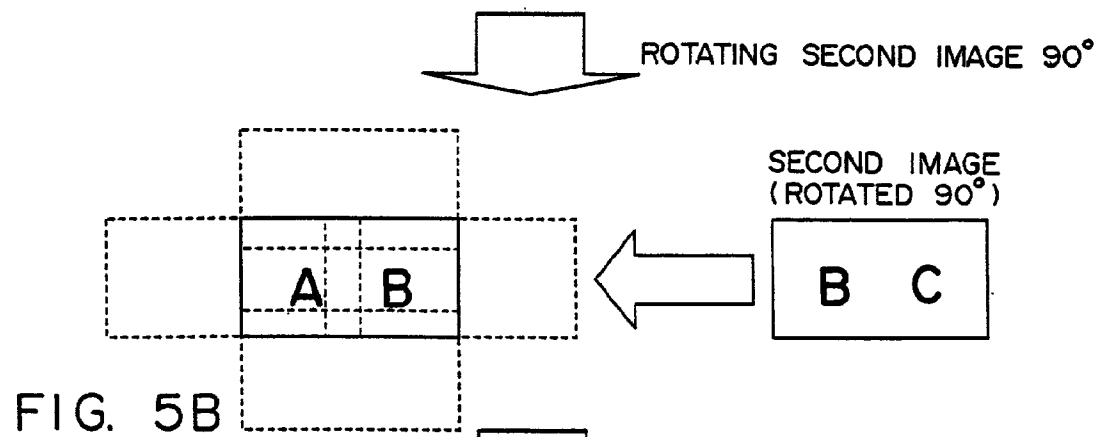 ROTATING SECOND IMAGE 90°
SECOND IMAGE
(ROTATED 90°)
A B
B C
FIG. 5B